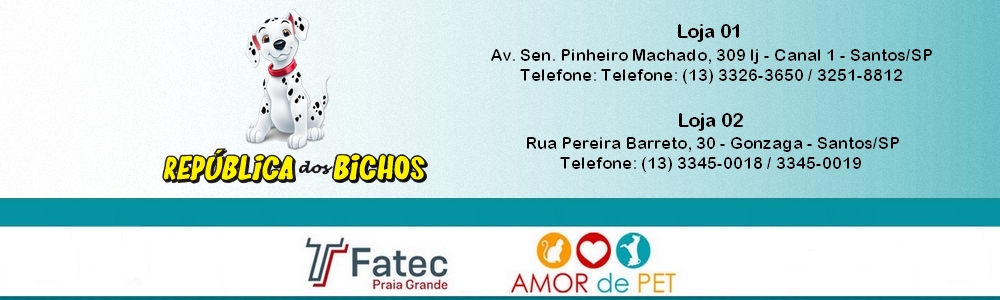 REPÚBLICA dos BICHOS
Loja 01
Av. Sen. Pinheiro Machado, 309 lj - Canal 1 - Santos/SP
Telefone: Telefone: (13) 3326-3650 / 3251-8812
Loja 02
Rua Pereira Barreto, 30 - Gonzaga - Santos/SP
Telefone: (13) 3345-0018 / 3345-0019
Fatec
Praia Grande
AMOR de PET